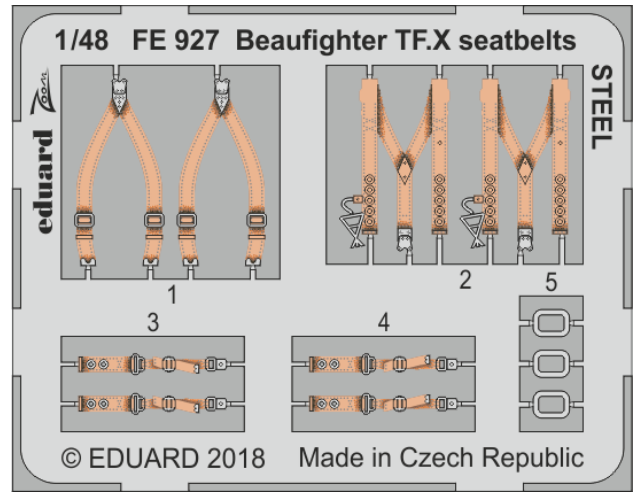 1/48 FE 927 Beaufighter TF.X seatbelts
eduard
Zoom
STEEL
1
2
5
3
4
© EDUARD 2018 Made in Czech Republic